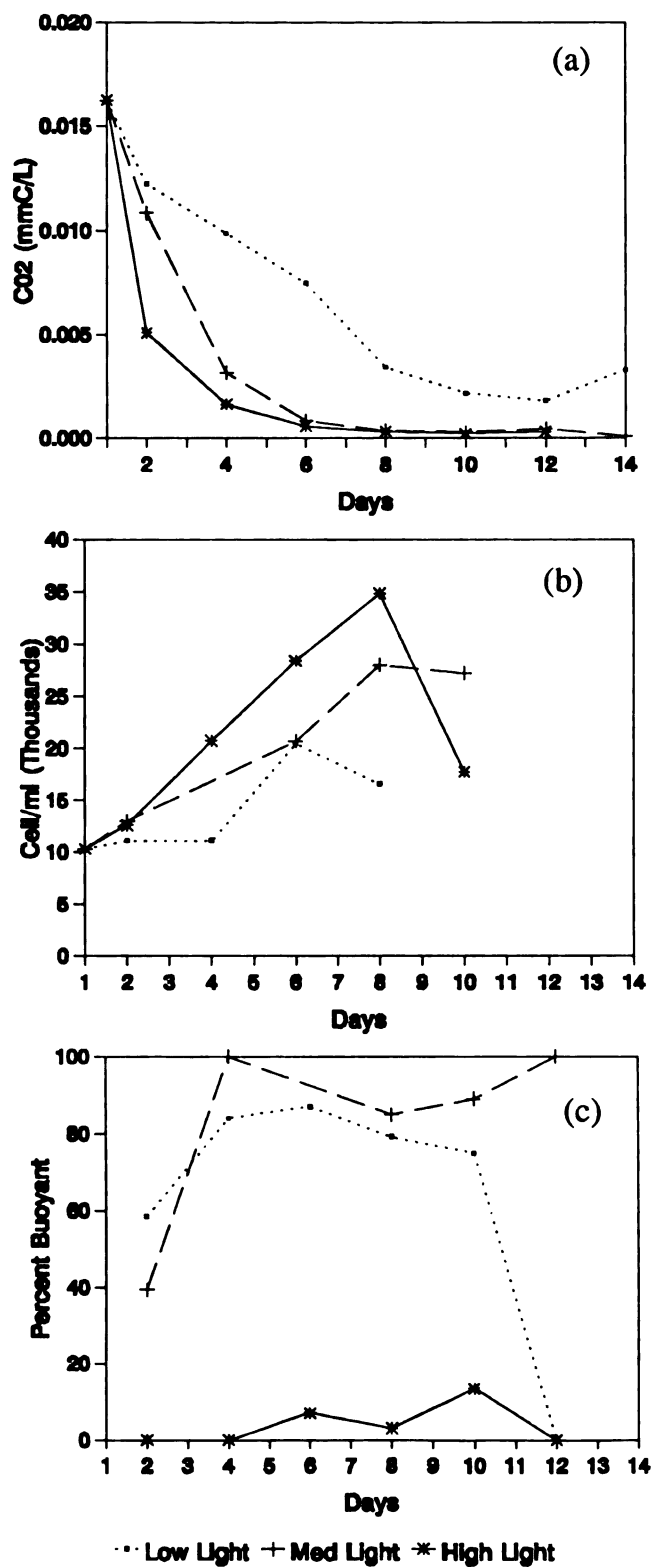 (a)
0.020
0.015
0.010
0.005
0.000
CO2 (mmC/L)
2 4 6 8 10 12 14
Days
(b)
40
35
30
25
20
15
10
5
0
Cell/ml (Thousands)
1 2 3 4 5 6 7 8 9 10 11 12 13 14
Days
(c)
100
80
60
40
20
0
Percent Buoyant
1 2 3 4 5 6 7 8 9 10 11 12 13 14
Days
Low Light Med Light High Light